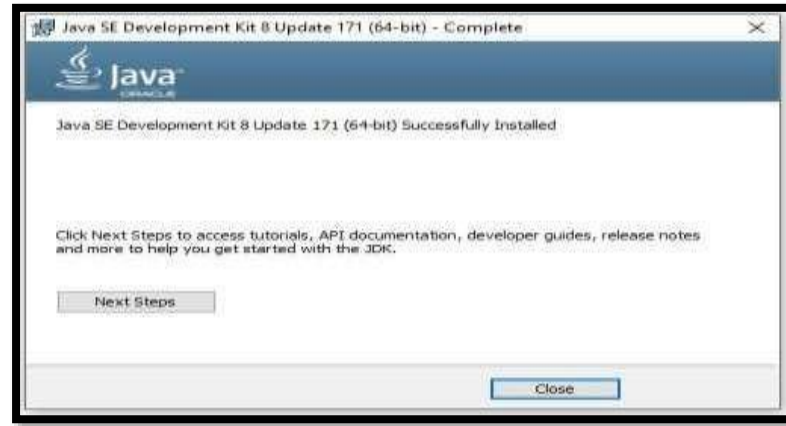 Java SE Development Kit 8 Update 171 (64-bit) - Complete
Java
ORACLE
Java SE Development Kit 8 Update 171 (64-bit) Successfully Installed
Click Next Steps to access tutorials, API documentation, developer guides, release notes
and more to help you get started with the JDK.
Next Steps
Close